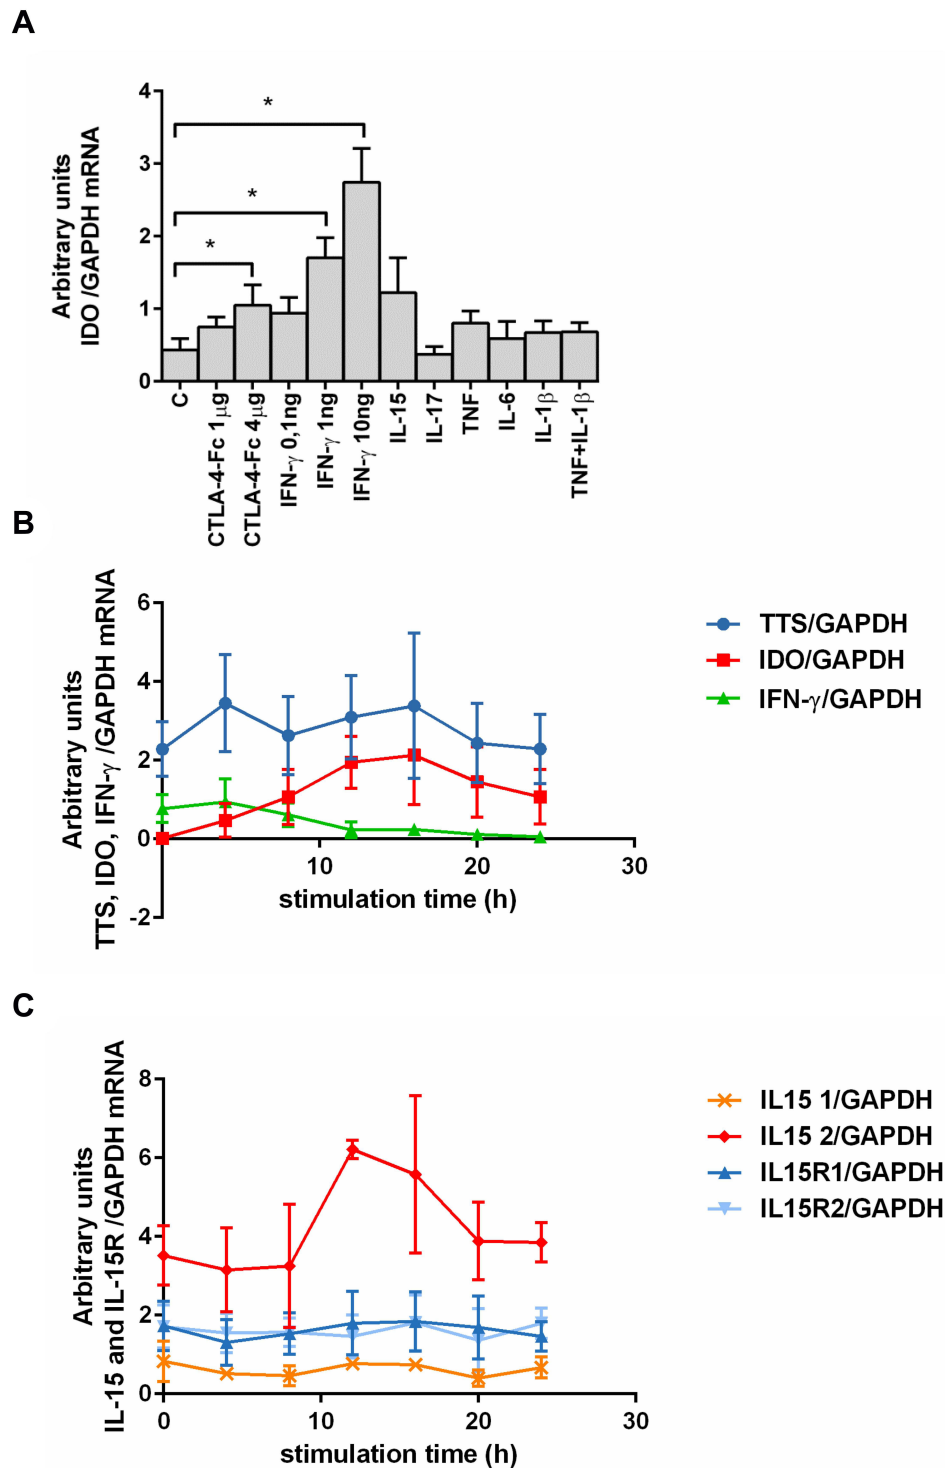 A
Arbitrary units
IDO /GAPDH mRNA
4
3
2
1
0
*
*
*
C
CTLA-4-Fc 1μg
CTLA-4-Fc 4μg
IFN-γ 0,1ng
IFN-γ 1ng
IFN-γ 10ng
IL-15
IL-17
TNF
IL-6
IL-1β
TNF+IL-1β
B
Arbitrary units
TTS, IDO, IFN-γ /GAPDH mRNA
6
4
2
0
-2
10
20
30
stimulation time (h)
TTS/GAPDH
IDO/GAPDH
IFN-γ/GAPDH
C
Arbitrary units
IL-15 and IL-15R /GAPDH mRNA
8
6
4
2
0
0
10
20
30
stimulation time (h)
IL15 1/GAPDH
IL15 2/GAPDH
IL15R1/GAPDH
IL15R2/GAPDH